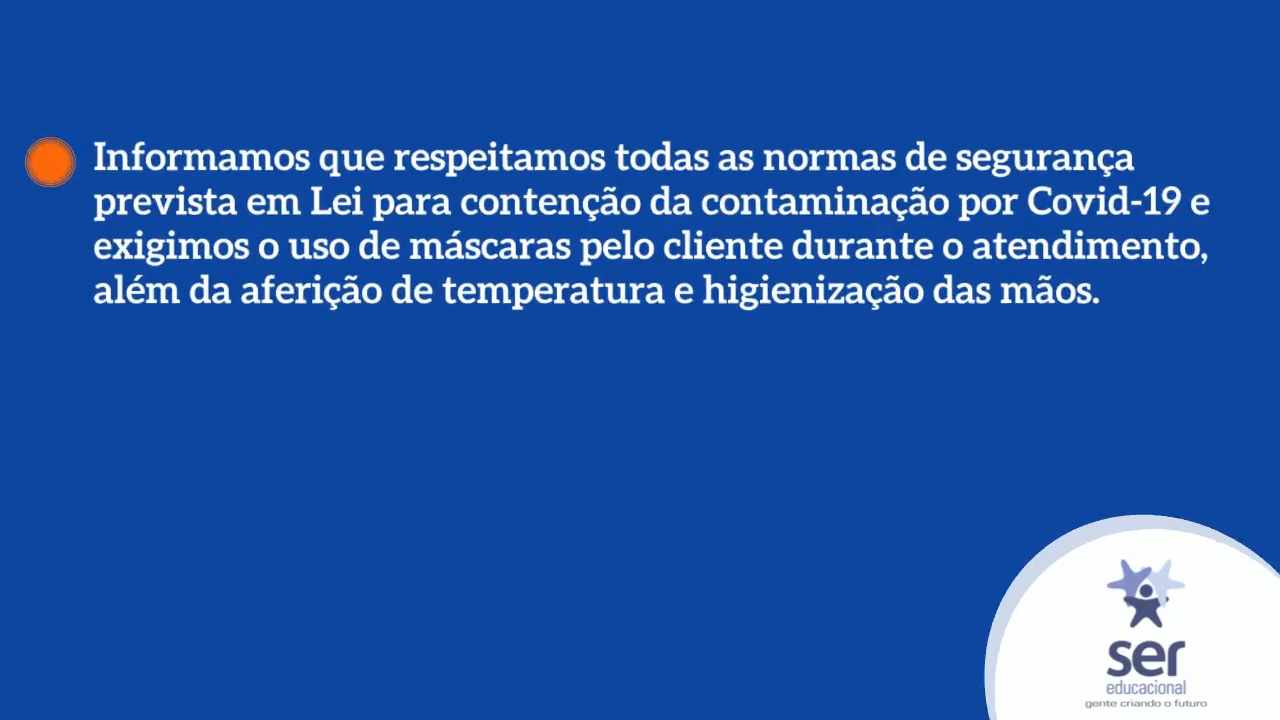 Informamos que respeitamos todas as normas de segurança
prevista em Lei para contenção da contaminação por Covid-19 e
exigimos o uso de máscaras pelo cliente durante o atendimento,
além da aferição de temperatura e higienização das mãos.
ser
educacional
gente criando o futuro